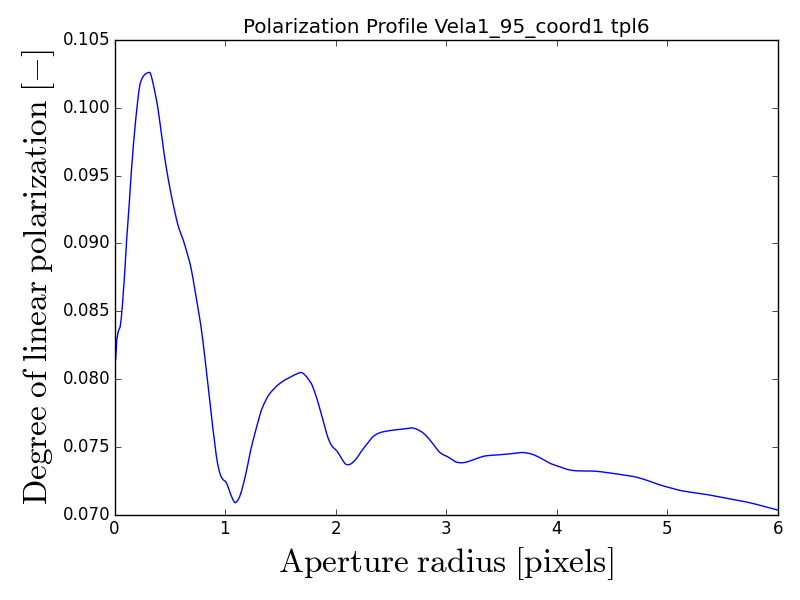 Polarization Profile Vela1_95_coord1 tpl6
Degree of linear polarization [−]
0.105
0.100
0.095
0.090
0.085
0.080
0.075
0.070
0 1 2 3 4 5 6
Aperture radius [pixels]